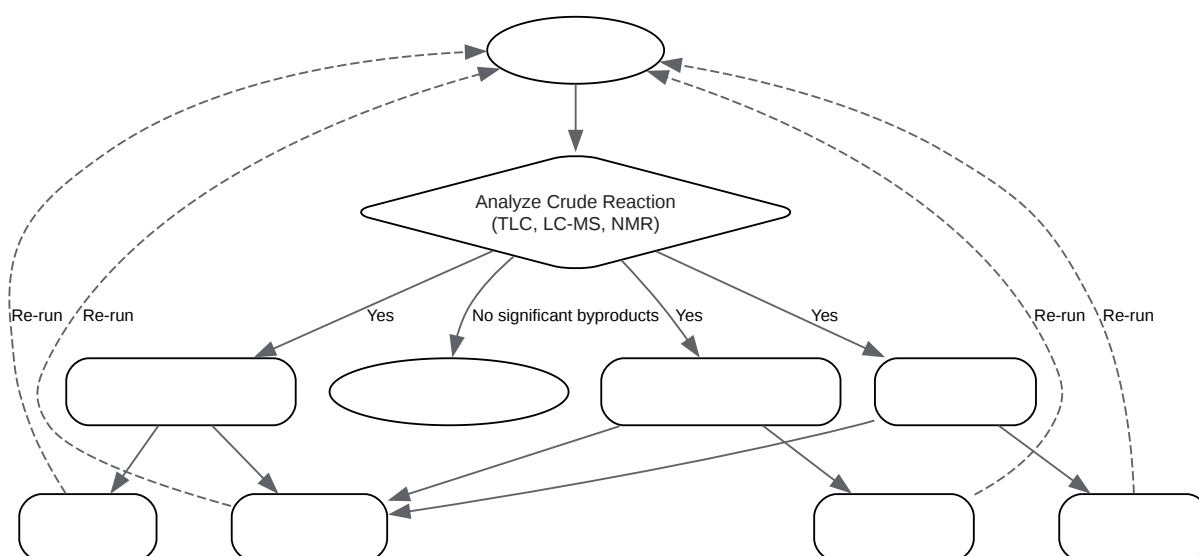 Analyze Crude Reaction
(TLC, LC-MS, NMR)
Re-run
Re-run
Yes
No significant byproducts
Yes
Yes
Re-run
Re-run